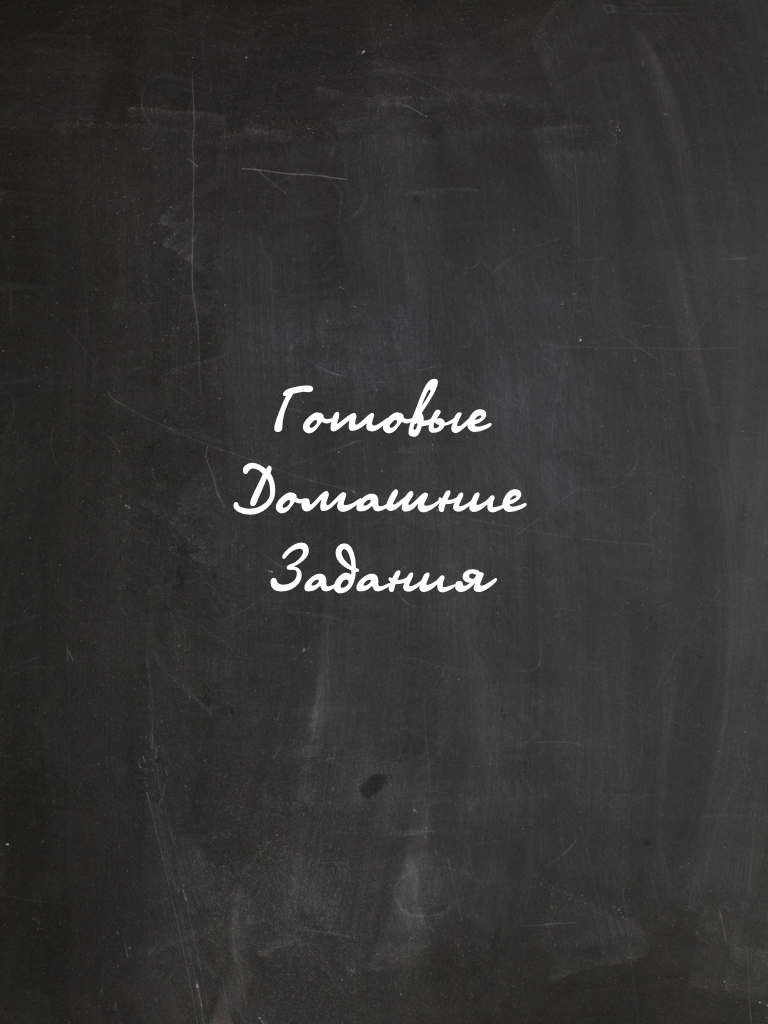 Готовые
Домашние
Задания